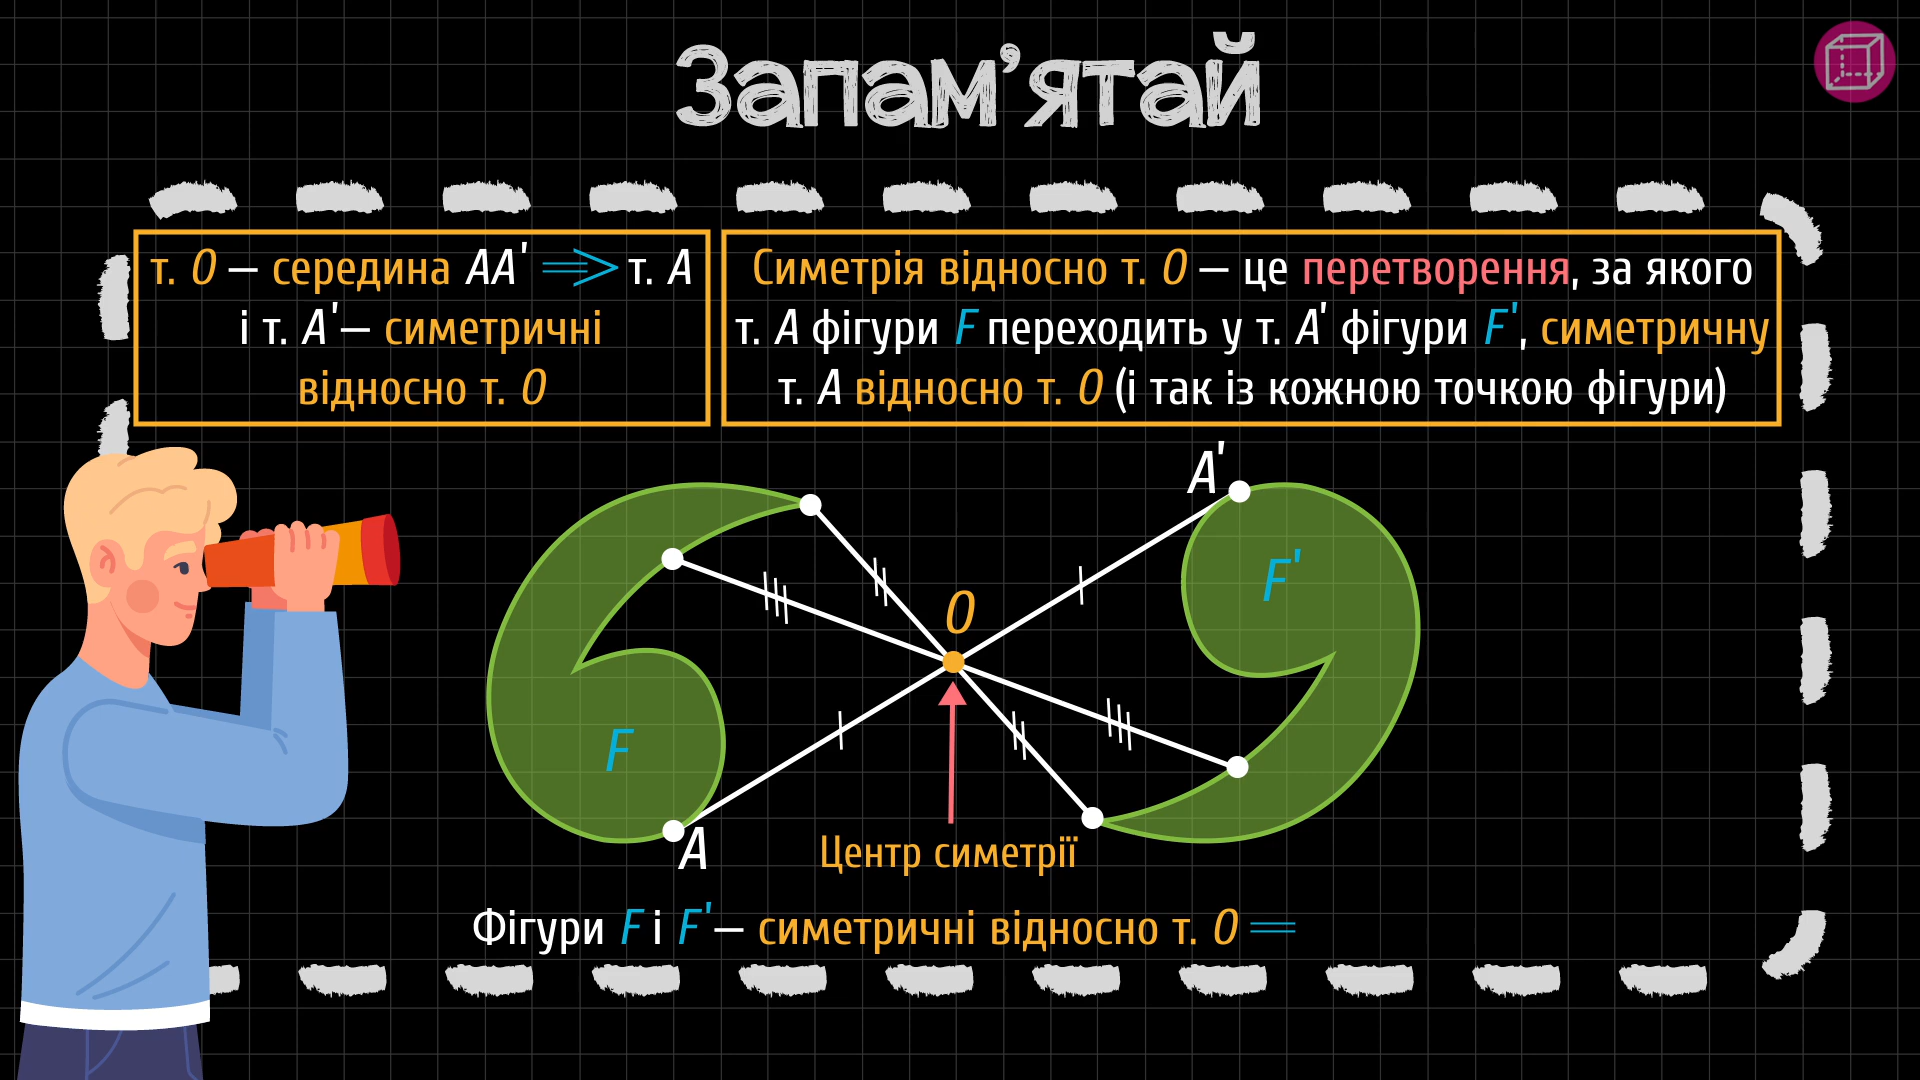 Запам’ятай
т. O – середина AA' ⟹ т. A
і т. A' – симетричні
відносно т. O
Симетрія відносно т. O – це перетворення, за якого
т. A фігури F переходить у т. A' фігури F', симетричну
т. A відносно т. O (і так із кожною точкою фігури)
A'
F'
O
F
A
Центр симетрії
Фігури F і F' – симетричні відносно т. O =